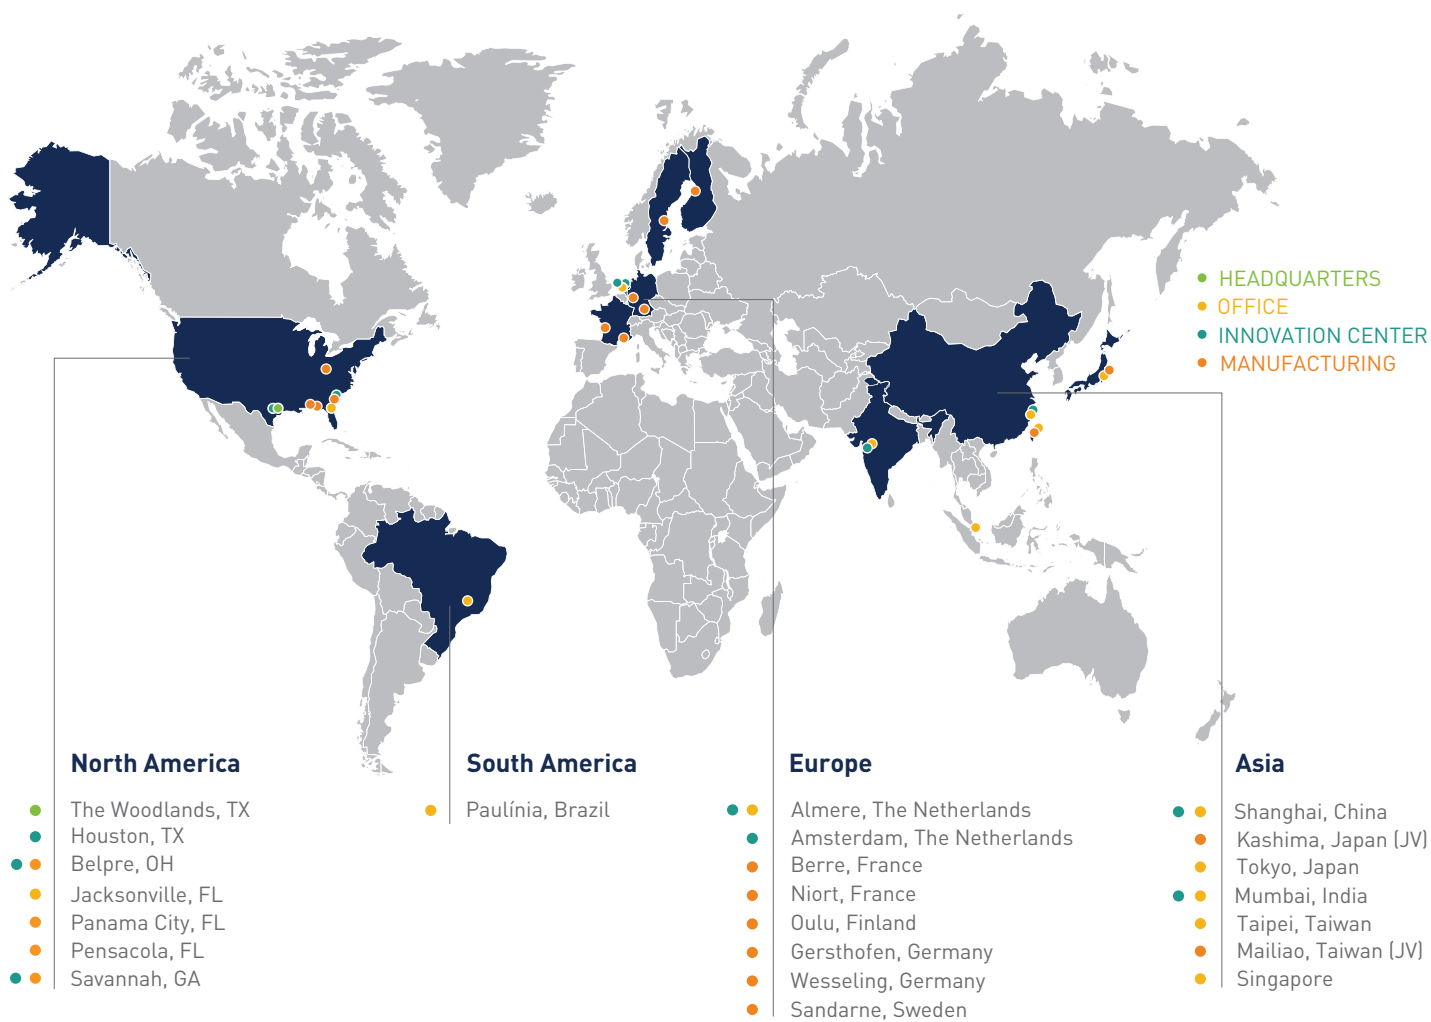 HEADQUARTERS
OFFICE
INNOVATION CENTER
MANUFACTURING
North America
The Woodlands, TX
Houston, TX
Belpre, OH
Jacksonville, FL
Panama City, FL
Pensacola, FL
Savannah, GA
South America
Paulínia, Brazil
Europe
Almere, The Netherlands
Amsterdam, The Netherlands
Berre, France
Niort, France
Oulu, Finland
Gersthofen, Germany
Wesseling, Germany
Sandarne, Sweden
Asia
Shanghai, China
Kashima, Japan (JV)
Tokyo, Japan
Mumbai, India
Taipei, Taiwan
Mailiao, Taiwan (JV)
Singapore